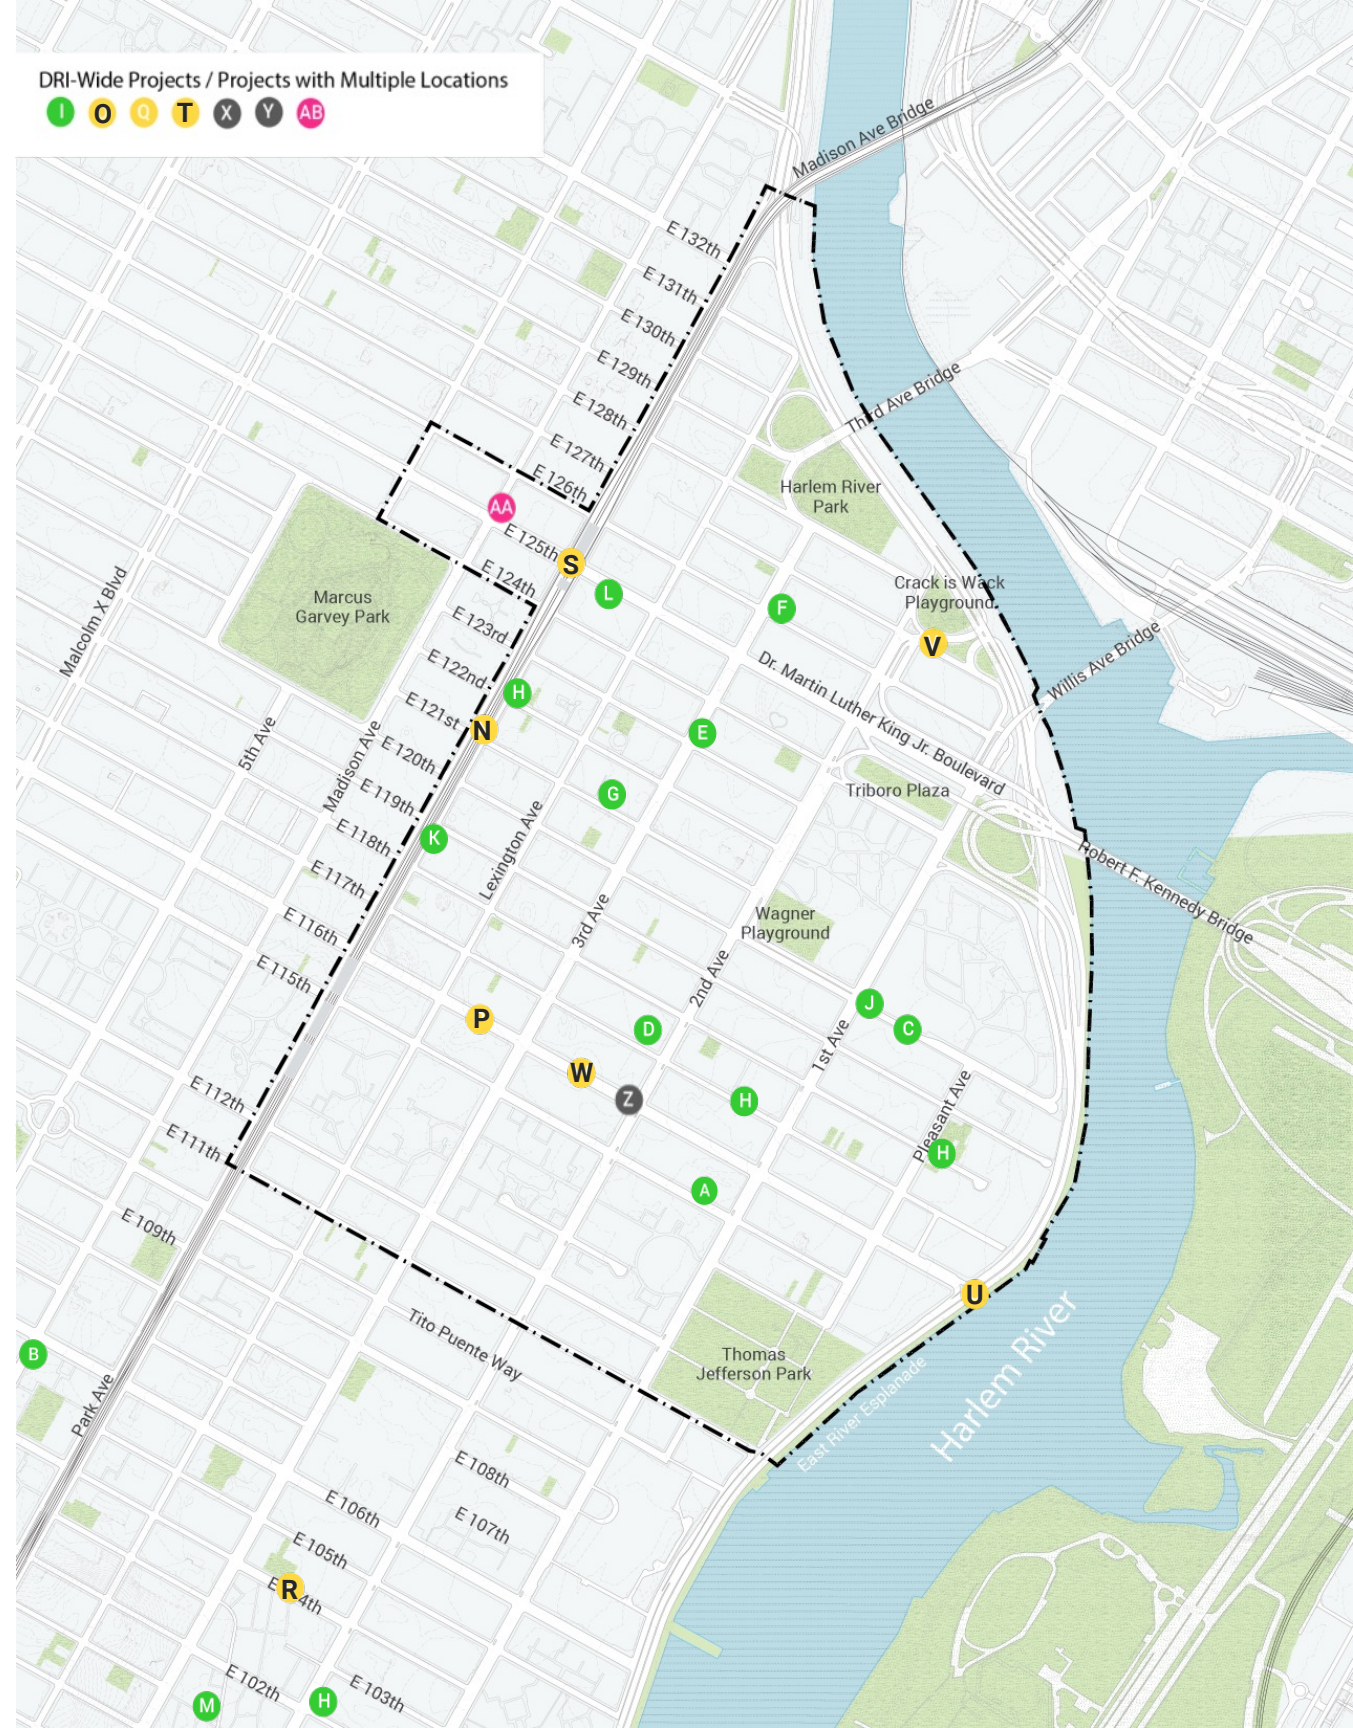 DRI-Wide Projects / Projects with Multiple Locations
I O Q T X Y AB
Madison Ave Bridge
E 132th
E 131th
E 130th
E 129th
E 128th
E 127th
E 126th
Third Ave Bridge
Harlem River
Park
AA
E 125th
S
E 124th
L
F
Crack is Wack
Playground
V
Marcus
Garvey Park
Malcolm X Blvd
E 123rd
E 122nd
H
E 121st
N
E
Dr. Martin Luther King Jr. Boulevard
Willis Ave Bridge
5th Ave
Madison Ave
E 120th
E 119th
G
Triboro Plaza
E 118th
K
Lexington Ave
Robert F. Kennedy Bridge
E 117th
E 116th
3rd Ave
Wagner
Playground
E 115th
2nd Ave
P
D
J
C
1st Ave
W
Z
H
E 112th
E 111th
Pleasant Ave
H
A
E 109th
U
B
Park Ave
Tito Puente Way
Thomas
Jefferson Park
East River Esplanade
Harlem River
E 108th
E 107th
E 106th
E 105th
R
4th
E 103th
E 102th
M
H